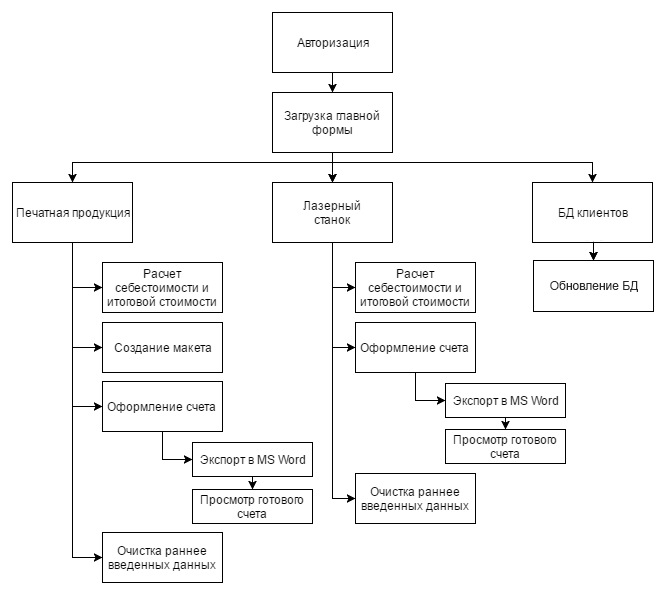 Авторизация
Загрузка главной
формы
Печатная продукция
Лазерный
станок
БД клиентов
Расчет
себестоимости и
итоговой стоимости
Создание макета
Оформление счета
Экспорт в MS Word
Просмотр готового
счета
Очистка раннее
введенных данных
Расчет
себестоимости и
итоговой стоимости
Оформление счета
Экспорт в MS Word
Просмотр готового
счета
Очистка раннее
введенных данных
Обновление БД